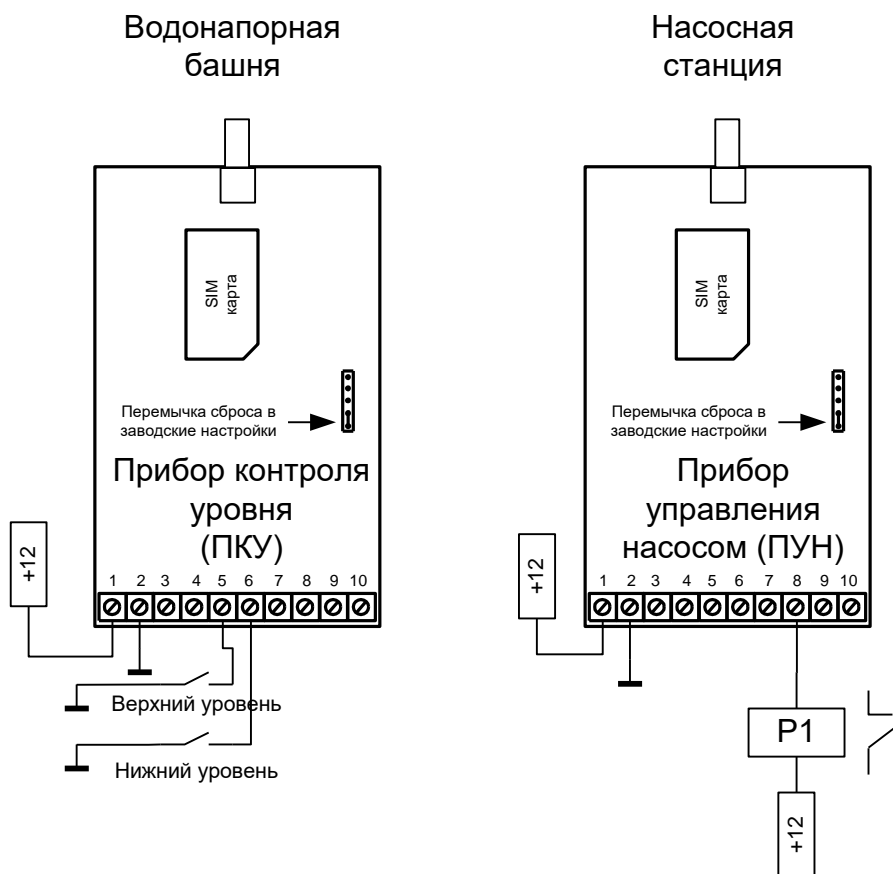 Водонапорная
башня
SIM
карта
Перемычка сброса в
заводские настройки
Прибор контроля
уровня
(ПКУ)
+12
1 2 3 4 5 6 7 8 9 10
Верхний уровень
Нижний уровень
Насосная
станция
SIM
карта
Перемычка сброса в
заводские настройки
Прибор
управления
насосом (ПУН)
+12
1 2 3 4 5 6 7 8 9 10
P1
+12